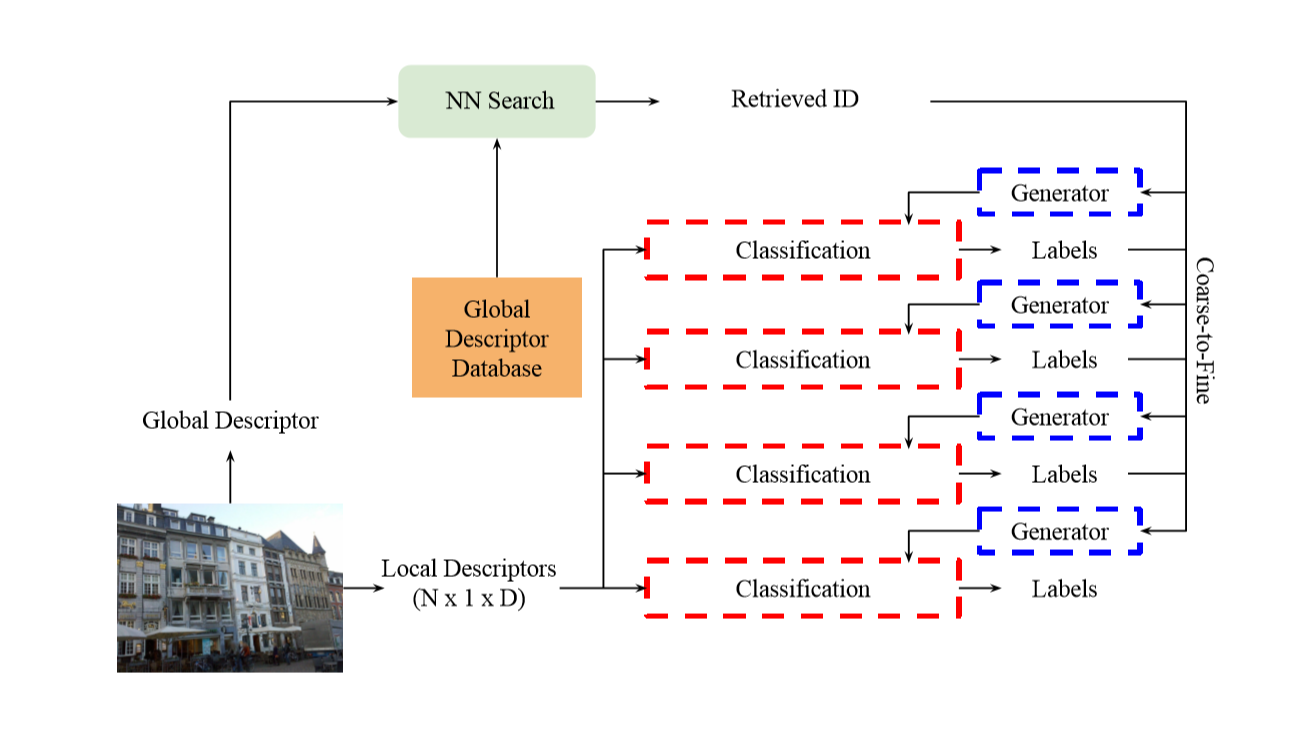 NN Search
Retrieved ID
Generator
Classification
Labels
Generator
Classification
Labels
Generator
Classification
Labels
Generator
Classification
Labels
Coarse-to-Fine
Global
Descriptor
Database
Global Descriptor
Local Descriptors
(N x 1 x D)